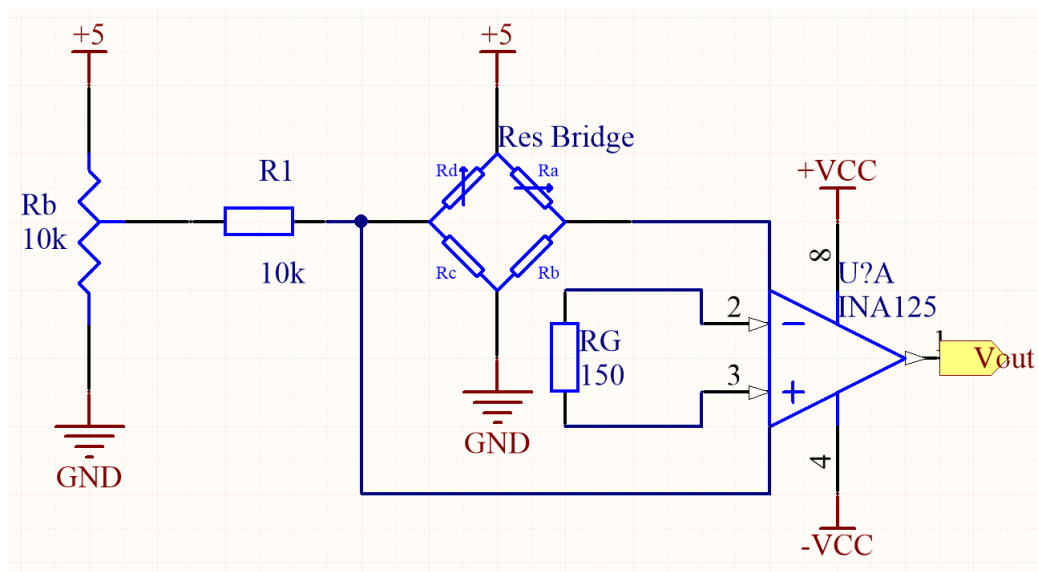 +5
+5
Res Bridge
Rd
Ra
R1
+VCC
Rb
10k
8
10k
Rc
Rb
U?A
INA125
2
RG
150
3
1
Vout
GND
GND
4
-VCC